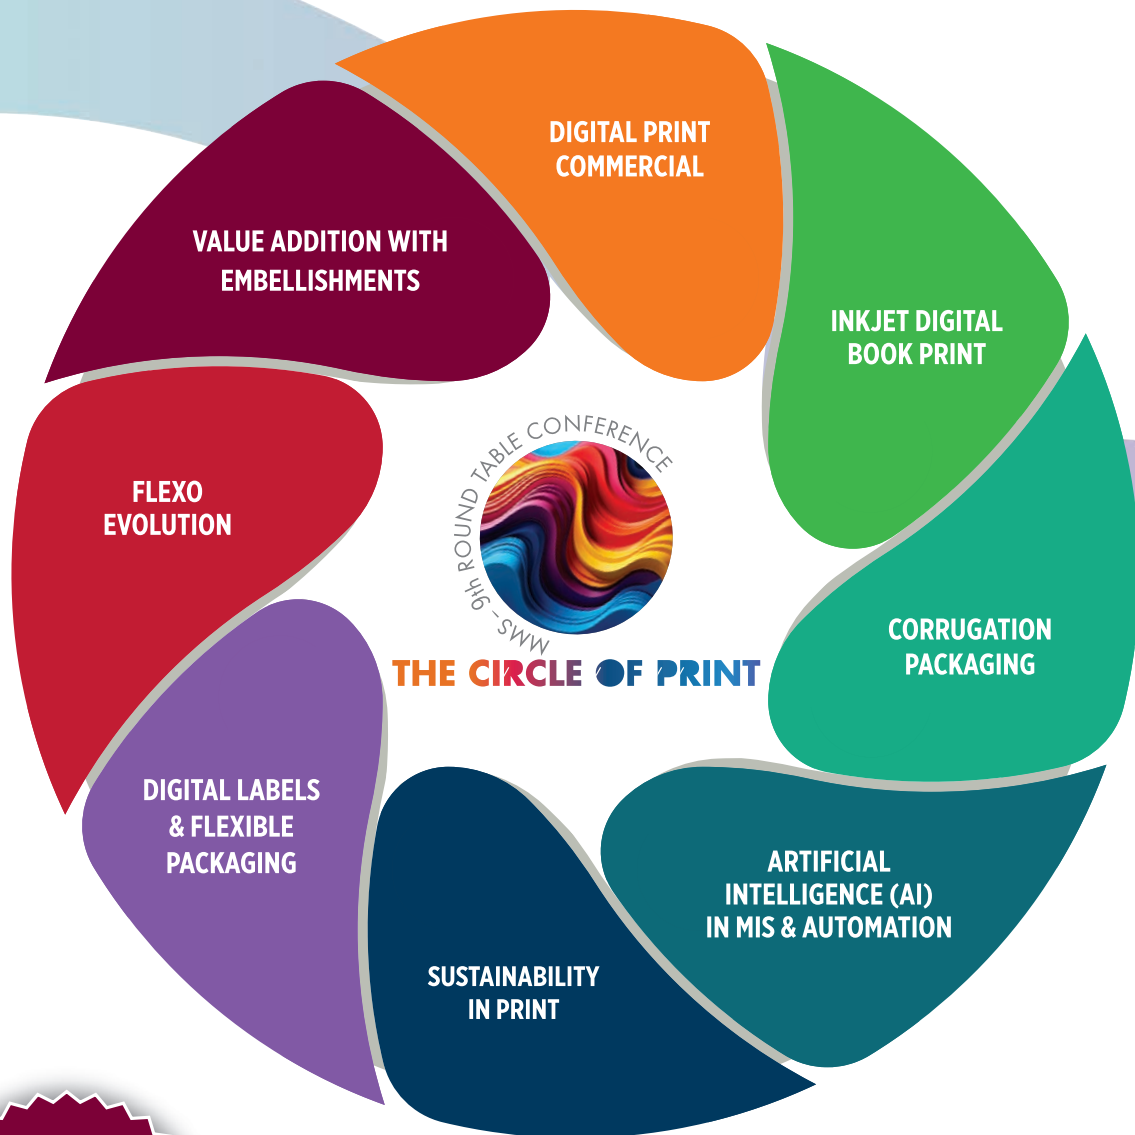 DIGITAL PRINT
COMMERCIAL
INKJET DIGITAL
BOOK PRINT
CORRUGATION
PACKAGING
ARTIFICIAL
INTELLIGENCE (AI)
IN MIS & AUTOMATION
SUSTAINABILITY
IN PRINT
DIGITAL LABELS
& FLEXIBLE
PACKAGING
FLEXO
EVOLUTION
VALUE ADDITION WITH
EMBELLISHMENTS
MMS - 9th ROUND TABLE CONFERENCE
THE CIRCLE OF PRINT